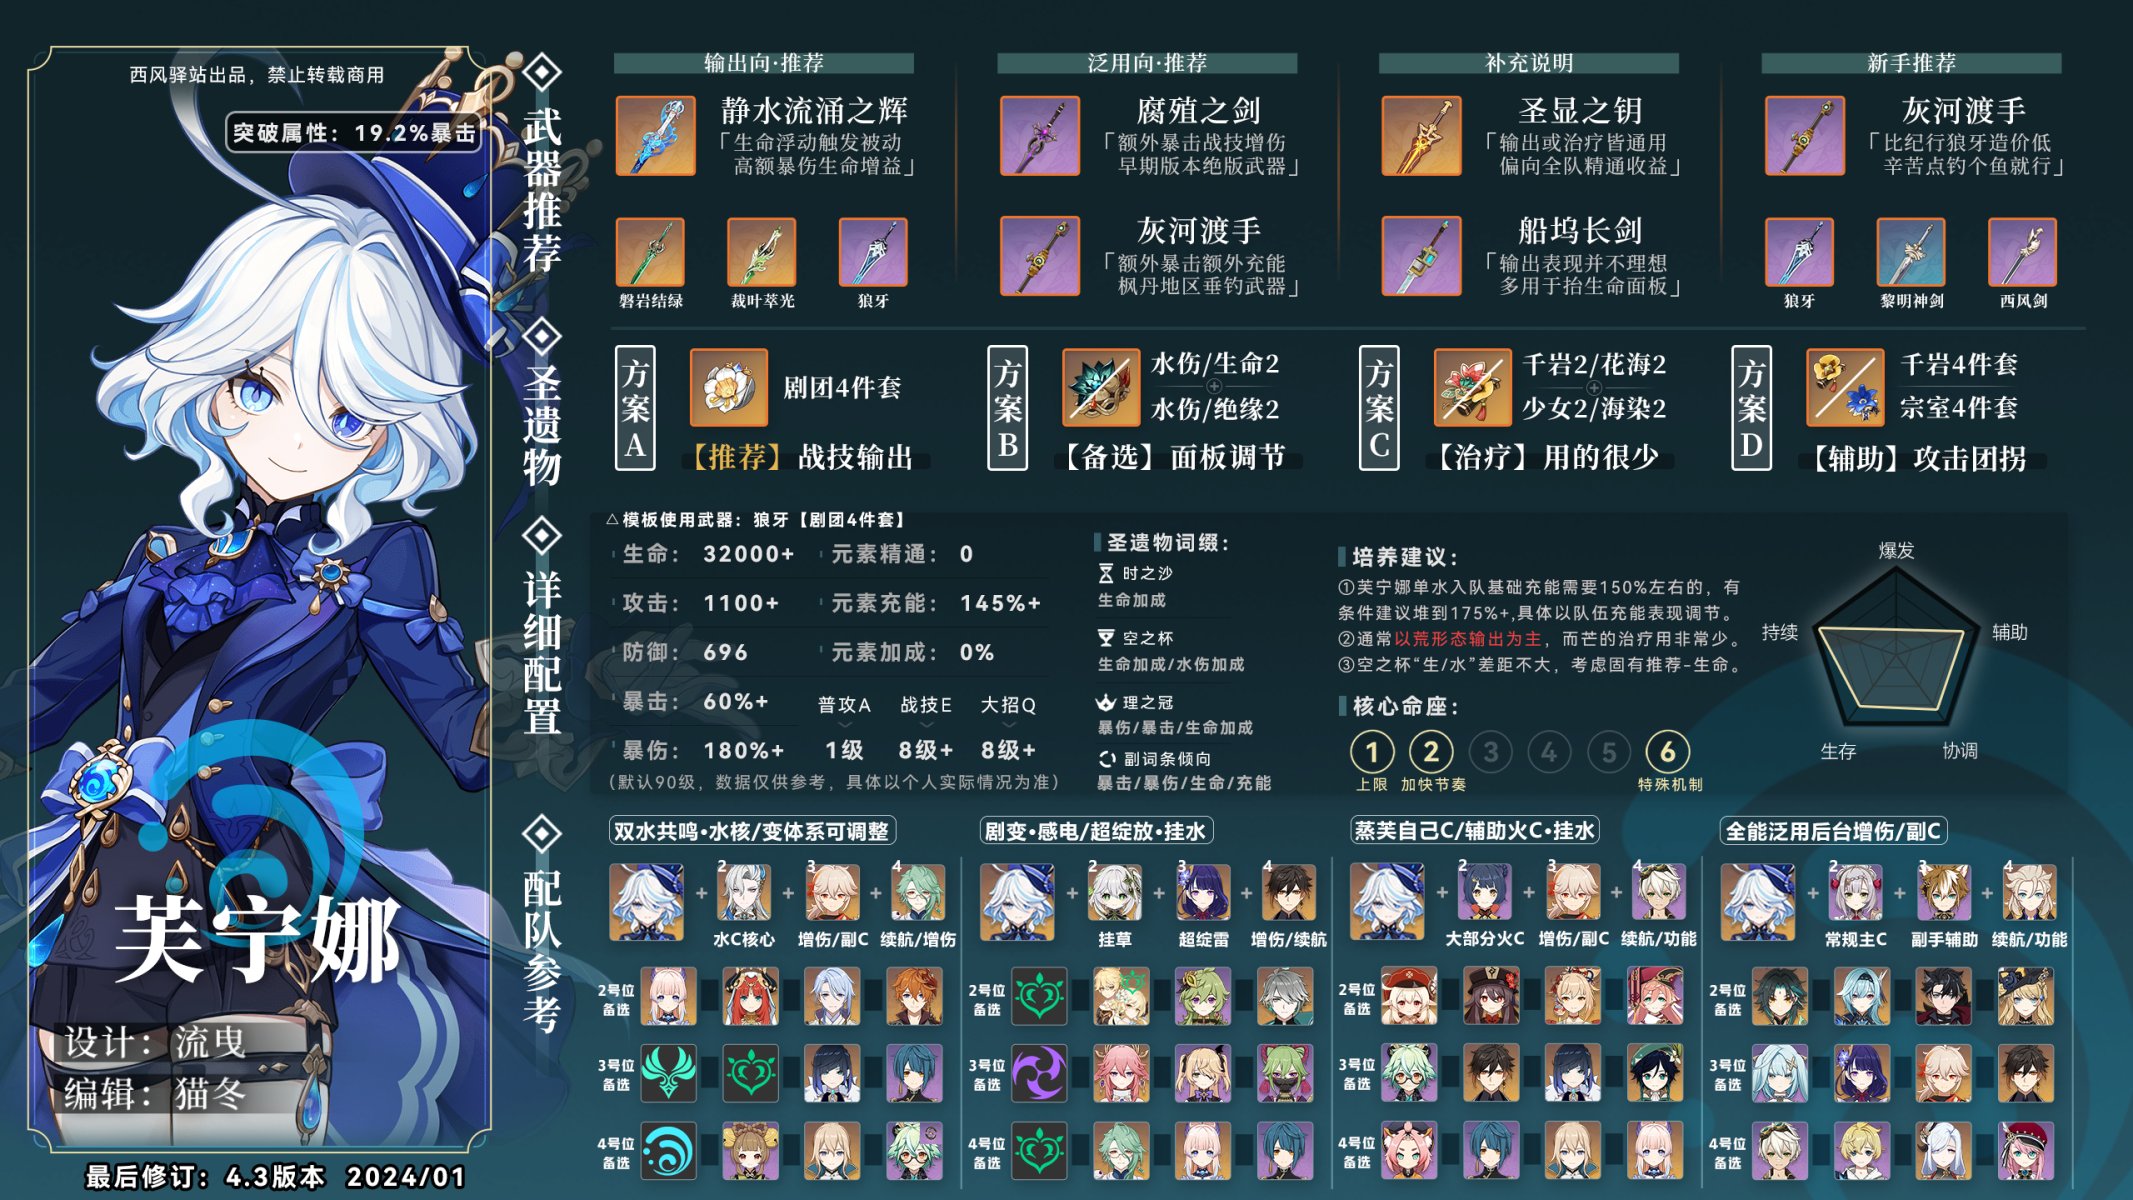 西风驿站出品，禁止转载商用
突破属性：19.2%暴击
芙宁娜
设计：流曳
编辑：猫冬
最后修订：4.3版本 2024/01
武器推荐
输出向·推荐
静水流涌之辉
「生命浮动触发被动
高额暴伤生命增益」
磐岩结绿
裁叶萃光
狼牙
泛用向·推荐
腐殖之剑
「额外暴击战技增伤
早期版本绝版武器」
灰河渡手
「额外暴击额外充能
枫丹地区垂钓武器」
补充说明
圣显之钥
「输出或治疗皆通用
偏向全队精通收益」
船坞长剑
「输出表现并不理想
多用于抬生命面板」
新手推荐
灰河渡手
「比纪行狼牙造价低
辛苦点钓个鱼就行」
狼牙
黎明神剑
西风剑
圣遗物
方案A
剧团4件套
【推荐】战技输出
方案B
水伤/生命2
水伤/绝缘2
【备选】面板调节
方案C
千岩2/花海2
少女2/海染2
【治疗】用的很少
方案D
千岩4件套
宗室4件套
【辅助】攻击团拐
详细配置
△模板使用武器：狼牙【剧团4件套】
生命：32000+
元素精通：0
攻击：1100+
元素充能：145%+
防御：696
元素加成：0%
暴击：60%+
普攻A 战技E 大招Q
暴伤：180%+
1级 8级+ 8级+
(默认90级，数据仅供参考，具体以个人实际情况为准)
圣遗物词缀：
时之沙
生命加成
空之杯
生命加成/水伤加成
理之冠
暴伤/暴击/生命加成
副词条倾向
暴击/暴伤/生命/充能
培养建议：
①芙宁娜单水入队基础充能需要150%左右的，有
条件建议堆到175%+,具体以队伍充能表现调节。
②通常以荒形态输出为主，而芒的治疗用非常少。
③空之杯“生/水”差距不大，考虑固有推荐-生命。
核心命座：
1 2 3 4 5 6
上限 加快节奏 特殊机制
爆发
持续
辅助
生存
协调
配队参考
双水共鸣·水核/变体系可调整
2 3 4
水C核心 增伤/副C 续航/增伤
2号位
备选
3号位
备选
4号位
备选
剧变·感电/超绽放·挂水
2 3 4
挂草 超绽雷 增伤/续航
2号位
备选
3号位
备选
4号位
备选
蒸芙自己C/辅助火C·挂水
2 3 4
大部分火C 增伤/副C 续航/功能
2号位
备选
3号位
备选
4号位
备选
全能泛用后台增伤/副C
2 3 4
常规主C 副手辅助 续航/功能
2号位
备选
3号位
备选
4号位
备选